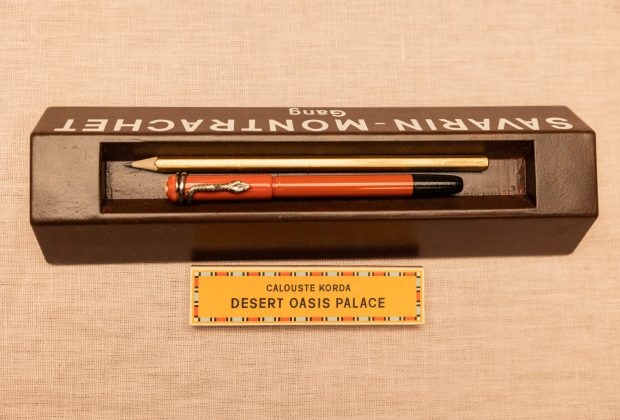 SAVARIN - MONTRACHET
Gang
CALOUSTE KORDA
DESERT OASIS PALACE